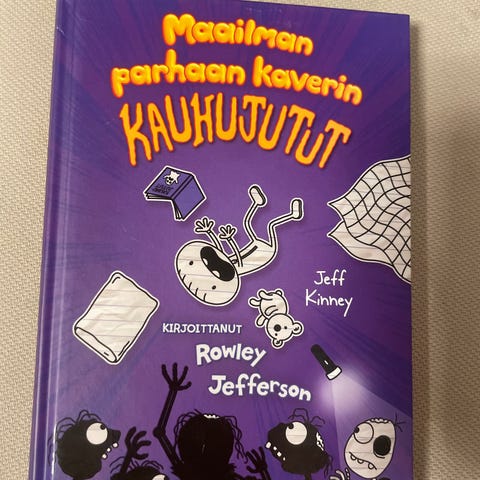 Maailman
parhaan kaverin
KAUHUJUTUT
Jeff
Kinney
KIRJOITTANUT
Rowley
Jefferson